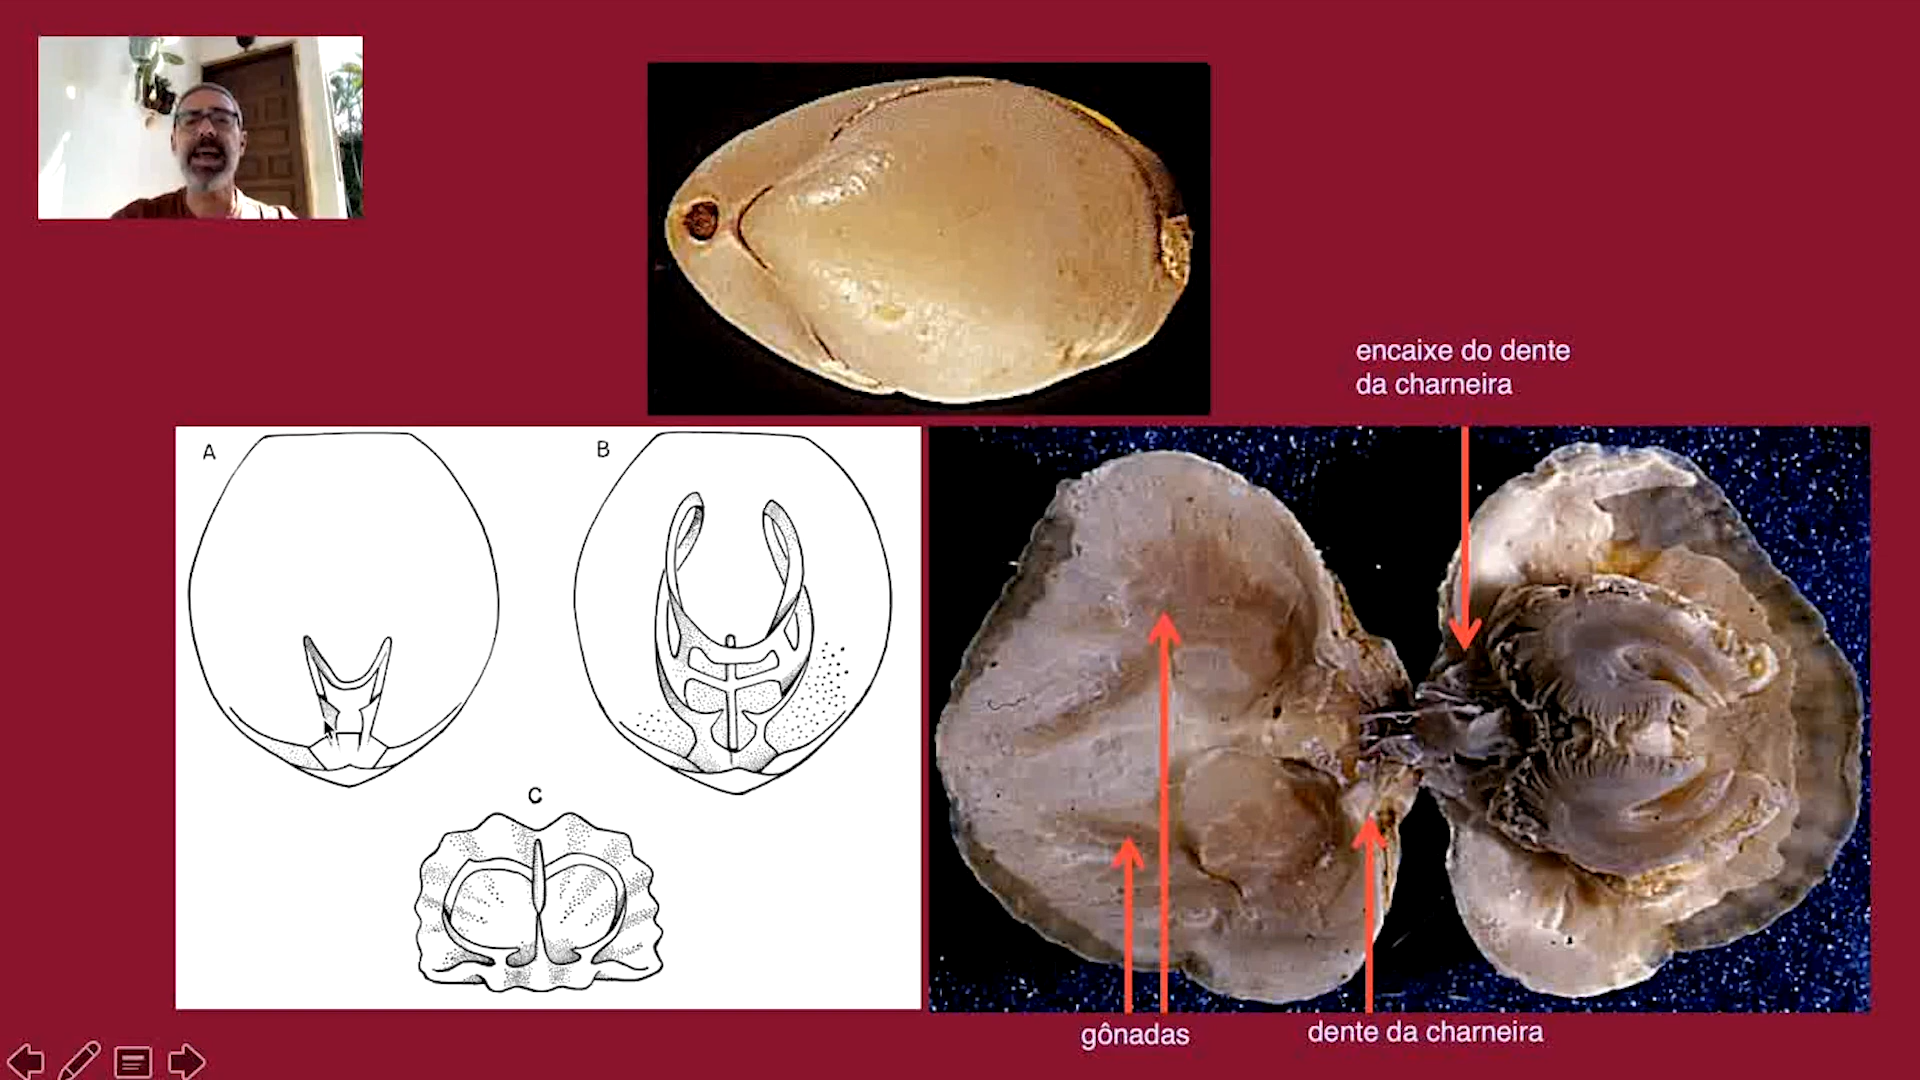 encaixe do dente
da charneira
A
B
C
gônadas
dente da charneira